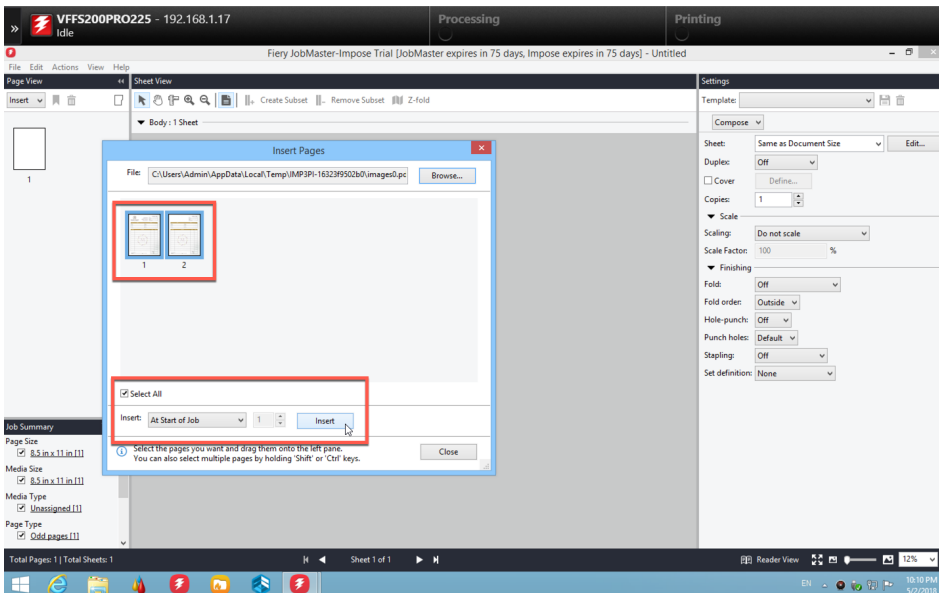 VFFS200PRO225 - 192.168.1.17
Idle
Processing
Printing
Fiery JobMaster-Impose Trial [JobMaster expires in 75 days, Impose expires in 75 days] - Untitled
File Edit Actions View Help
Page View
Sheet View
Settings
Insert
Create Subset Remove Subset Z-fold
Template:
Body : 1 Sheet
Compose
1
Insert Pages
File: C:\Users\Admin\AppData\Local\Temp\IMP3PI-16323f9502b0\images0.pc Browse...
1 2
Select All
Insert: At Start of Job 1 Insert
Select the pages you want and drag them onto the left pane.
You can also select multiple pages by holding 'Shift' or 'Ctrl' keys.
Close
Sheet: Same as Document Size Edit...
Duplex: Off
Cover Define...
Copies: 1
Scale
Scaling: Do not scale
Scale Factor: 100 %
Finishing
Fold: Off
Fold order: Outside
Hole-punch: Off
Punch holes: Default
Stapling: Off
Set definition: None
Job Summary
Page Size
8.5 in x 11 in [1]
Media Size
8.5 in x 11 in [1]
Media Type
Unassigned [1]
Page Type
Odd pages [1]
Total Pages: 1 | Total Sheets: 1
Sheet 1 of 1
Reader View
12%
EN
10:10 PM
5/2/2018